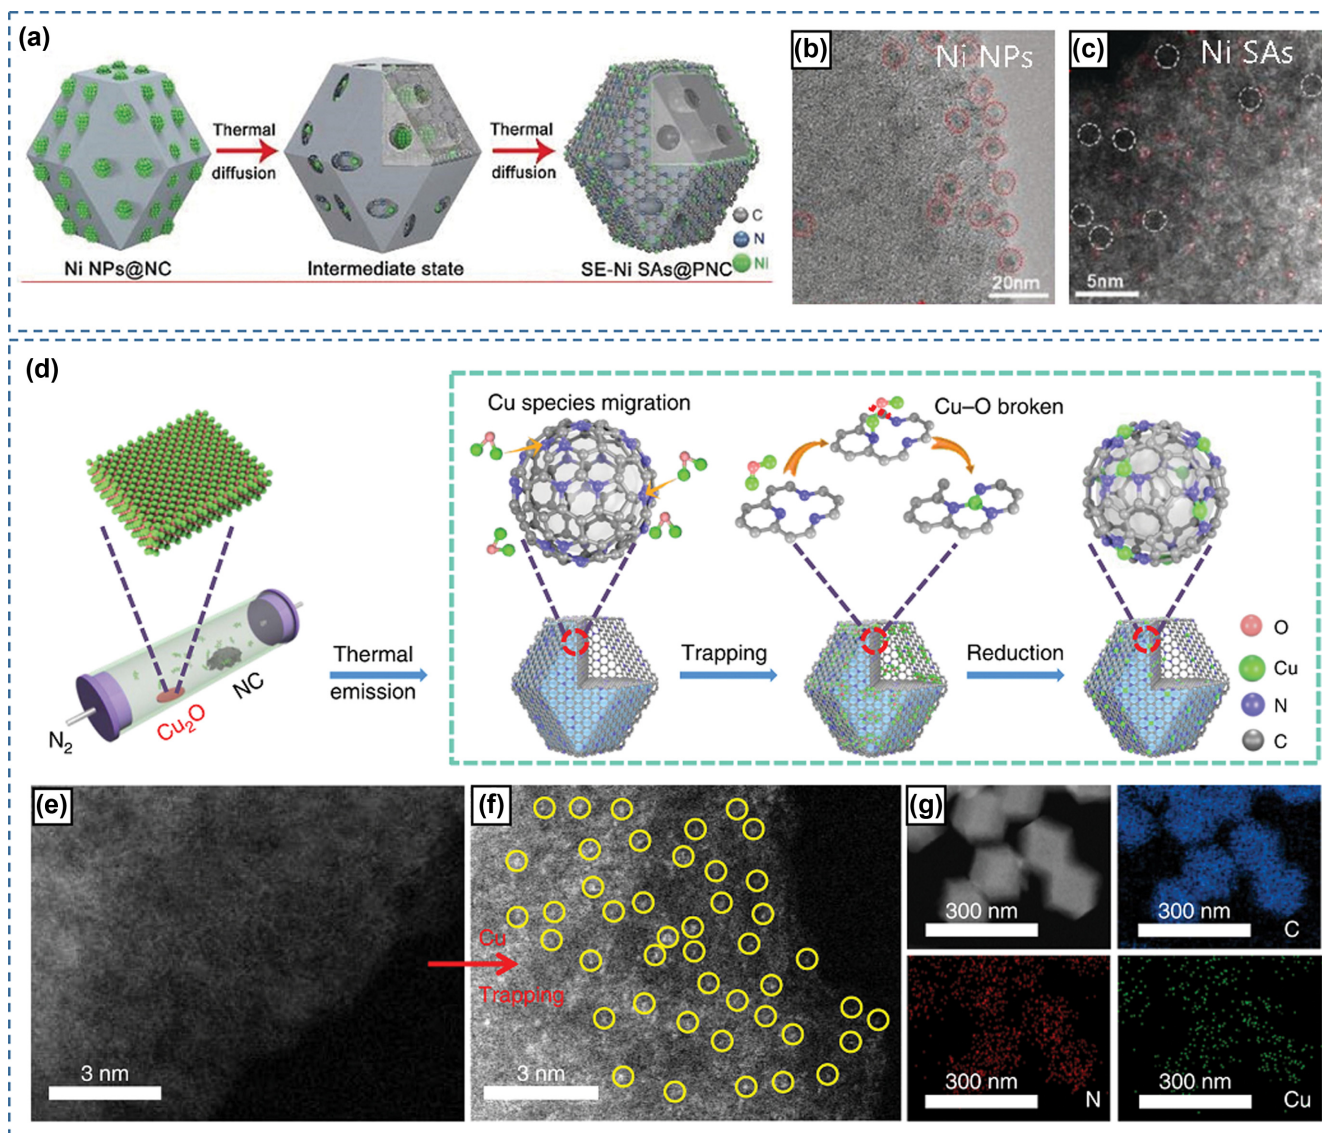 (a)
Thermal
diffusion
Thermal
diffusion
C
N
Ni
Ni NPs@NC
Intermediate state
SE-Ni SAs@PNC
(b)
Ni NPs
20nm
(c)
Ni SAs
5nm
(d)
Cu species migration
Cu–O broken
N2
Cu2O
NC
Thermal
emission
Trapping
Reduction
O
Cu
N
C
(e)
3 nm
(f)
Cu
Trapping
3 nm
(g)
300 nm
300 nm
C
300 nm
N
300 nm
Cu